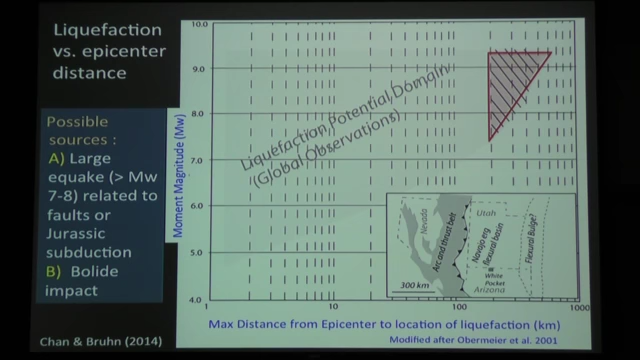 Liquefaction
vs. epicenter
distance
Possible
sources :
A) Large
equake (> Mw
7-8) related to
faults or
Jurassic
subduction
B) Bolide
impact
Chan & Bruhn (2014)
Moment Magnitude (Mw)
10.0
9.0
8.0
7.0
6.0
5.0
4.0
Liquefaction Potential Domain
(Global Observations)
Nevada
Arc and thrust belt
Utah
Navajo erg
flexural basin
Flexural Bulge?
White
Pocket
Arizona
300 km
1
10
100
1000
Max Distance from Epicenter to location of liquefaction (km)
Modified after Obermeier et al. 2001